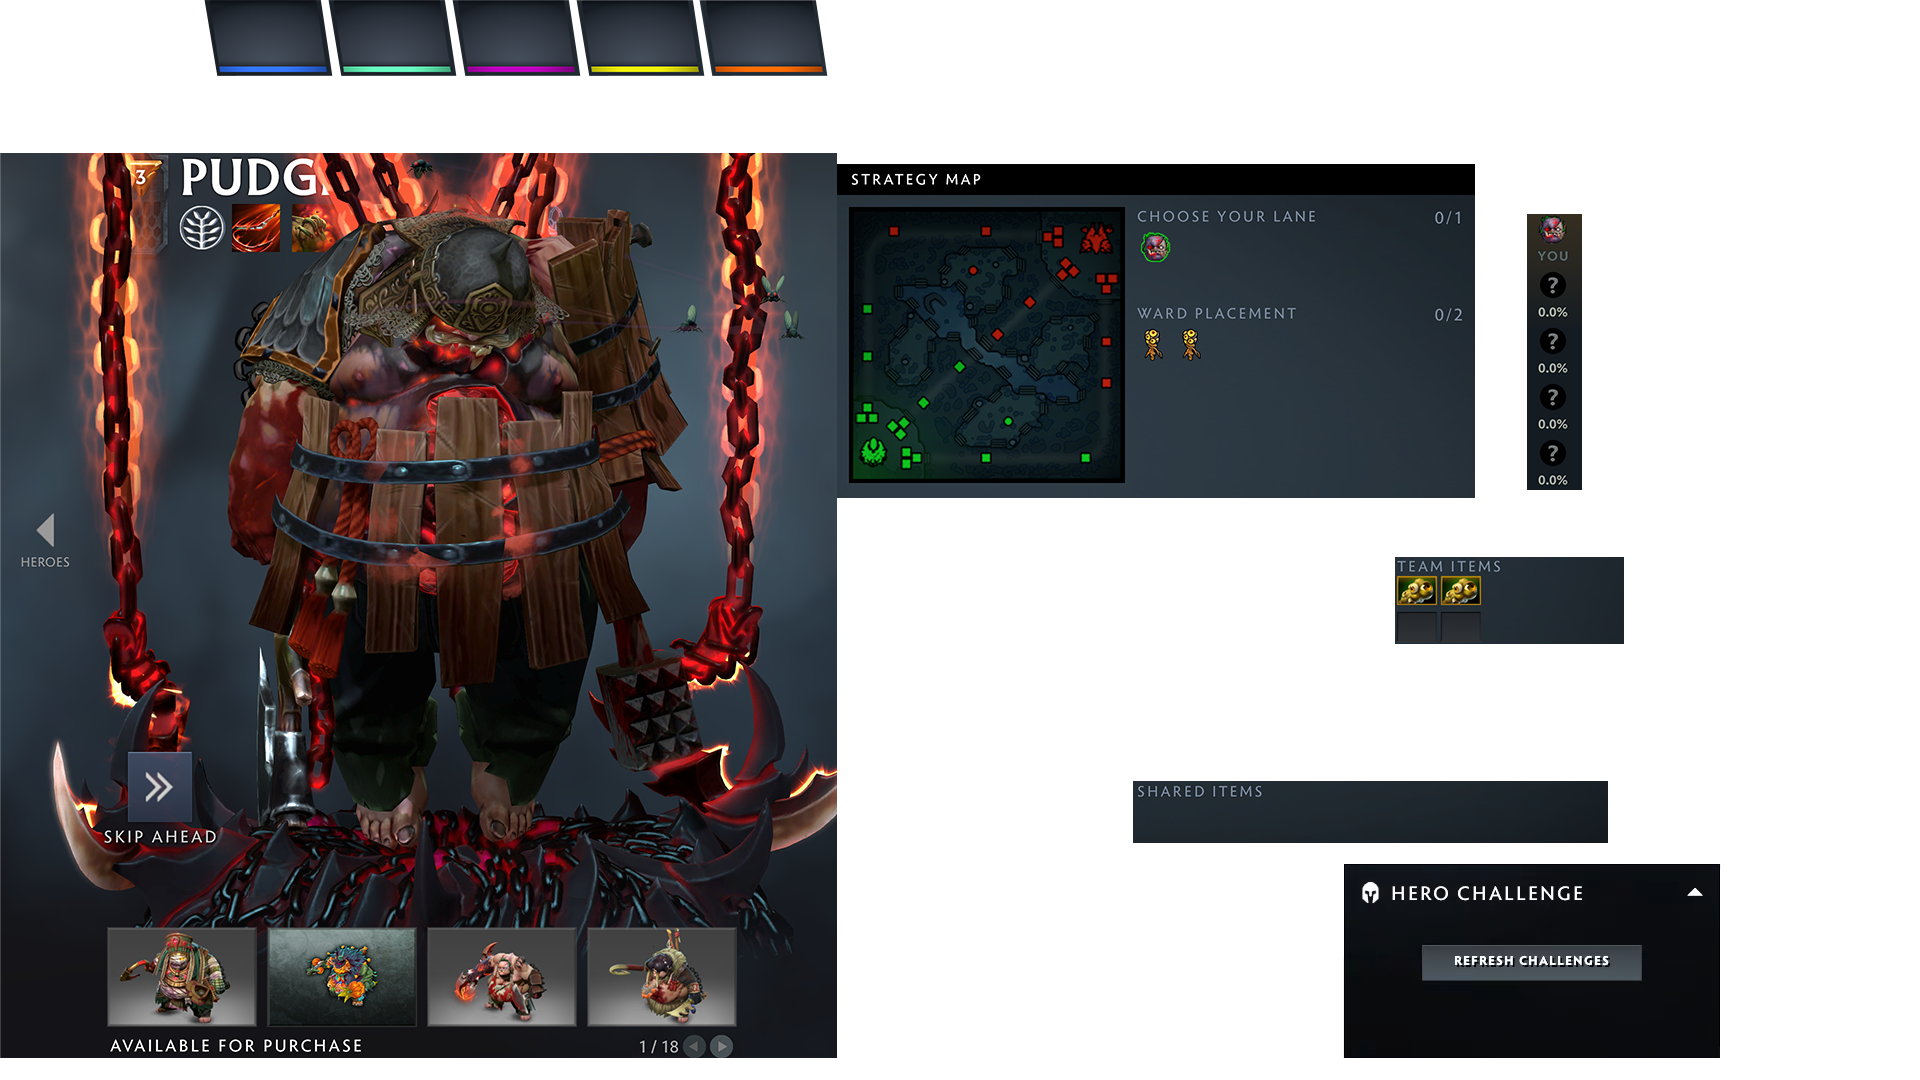 3
PUDG
HEROES
SKIP AHEAD
AVAILABLE FOR PURCHASE
1 / 18
STRATEGY MAP
CHOOSE YOUR LANE
0/1
WARD PLACEMENT
0/2
YOU
?
0.0%
?
0.0%
?
0.0%
?
0.0%
TEAM ITEMS
SHARED ITEMS
HERO CHALLENGE
REFRESH CHALLENGES